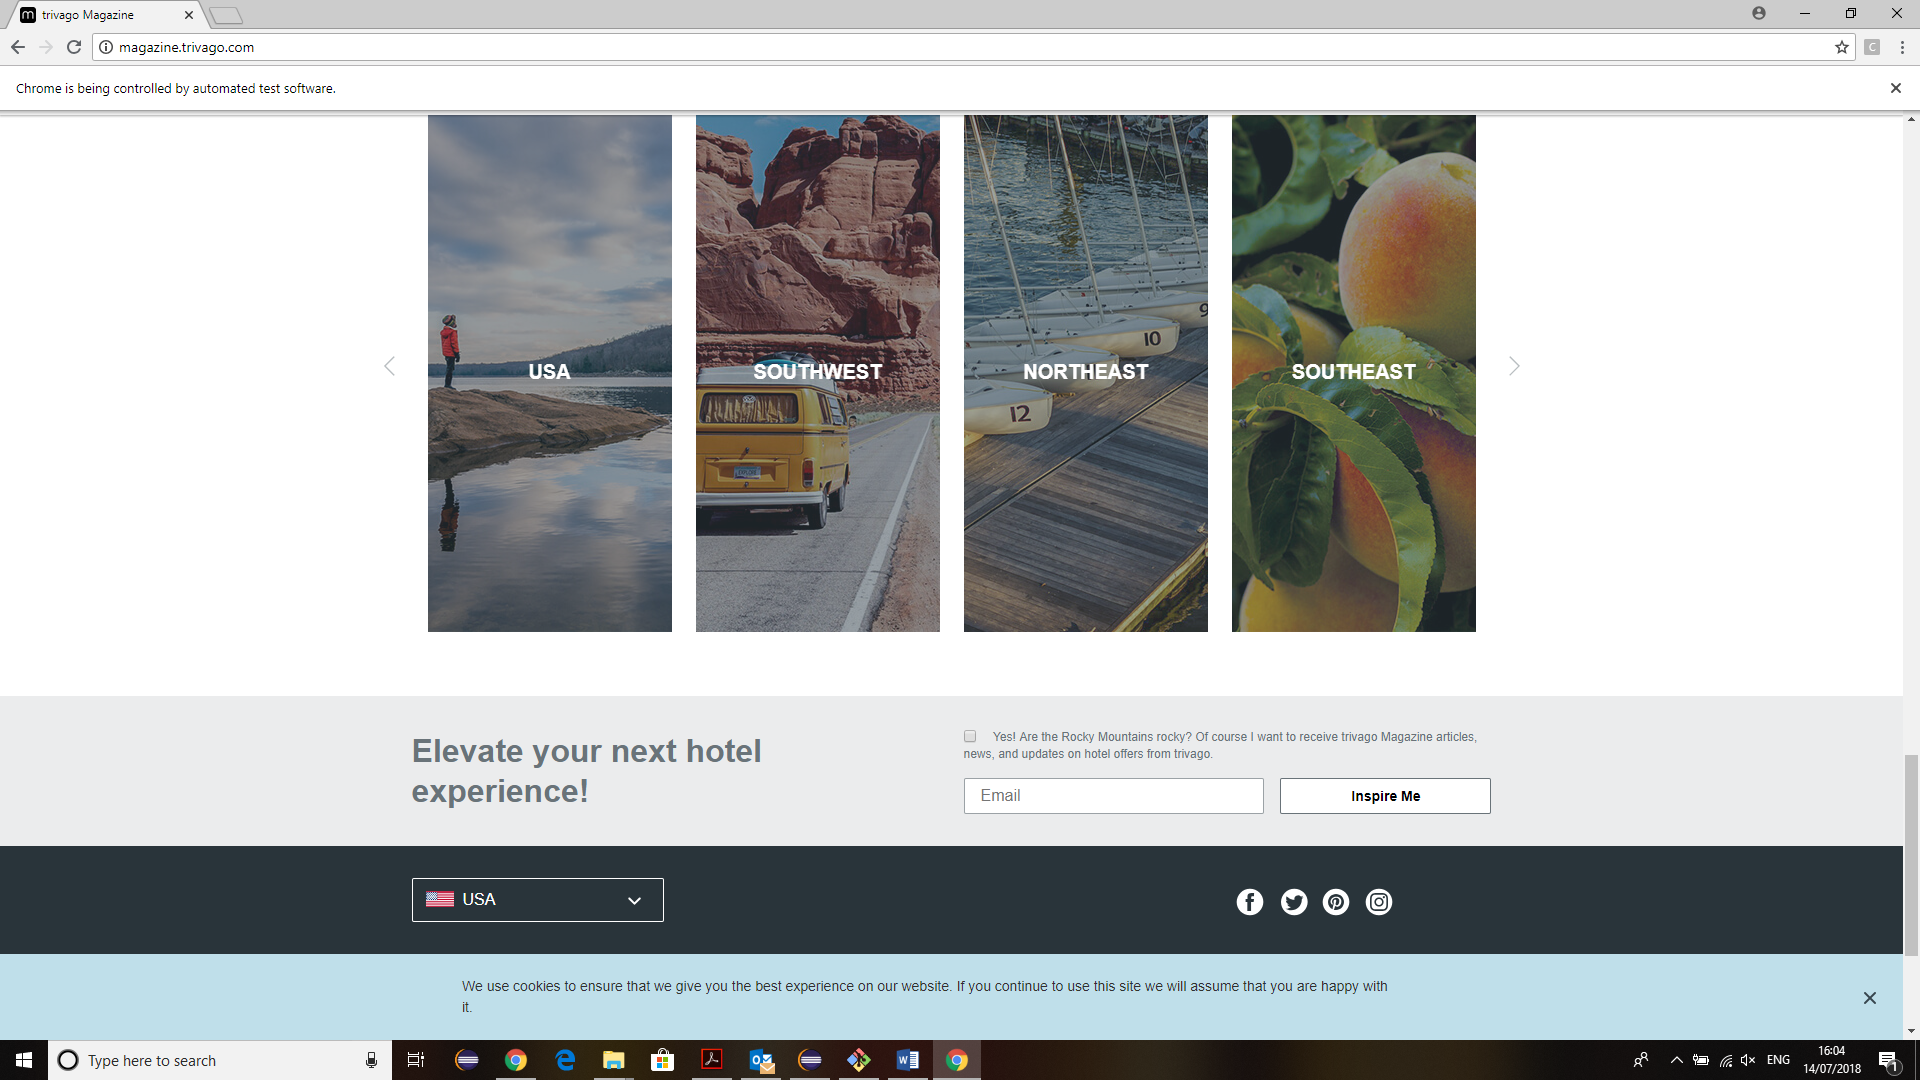 trivago Magazine
magazine.trivago.com
Chrome is being controlled by automated test software.
USA
SOUTHWEST
NORTHEAST
SOUTHEAST
9
10
12
Elevate your next hotel
experience!
Yes! Are the Rocky Mountains rocky? Of course I want to receive trivago Magazine articles,
news, and updates on hotel offers from trivago.
Email
Inspire Me
USA
We use cookies to ensure that we give you the best experience on our website. If you continue to use this site we will assume that you are happy with
it.
Type here to search
ENG
16:04
14/07/2018
1